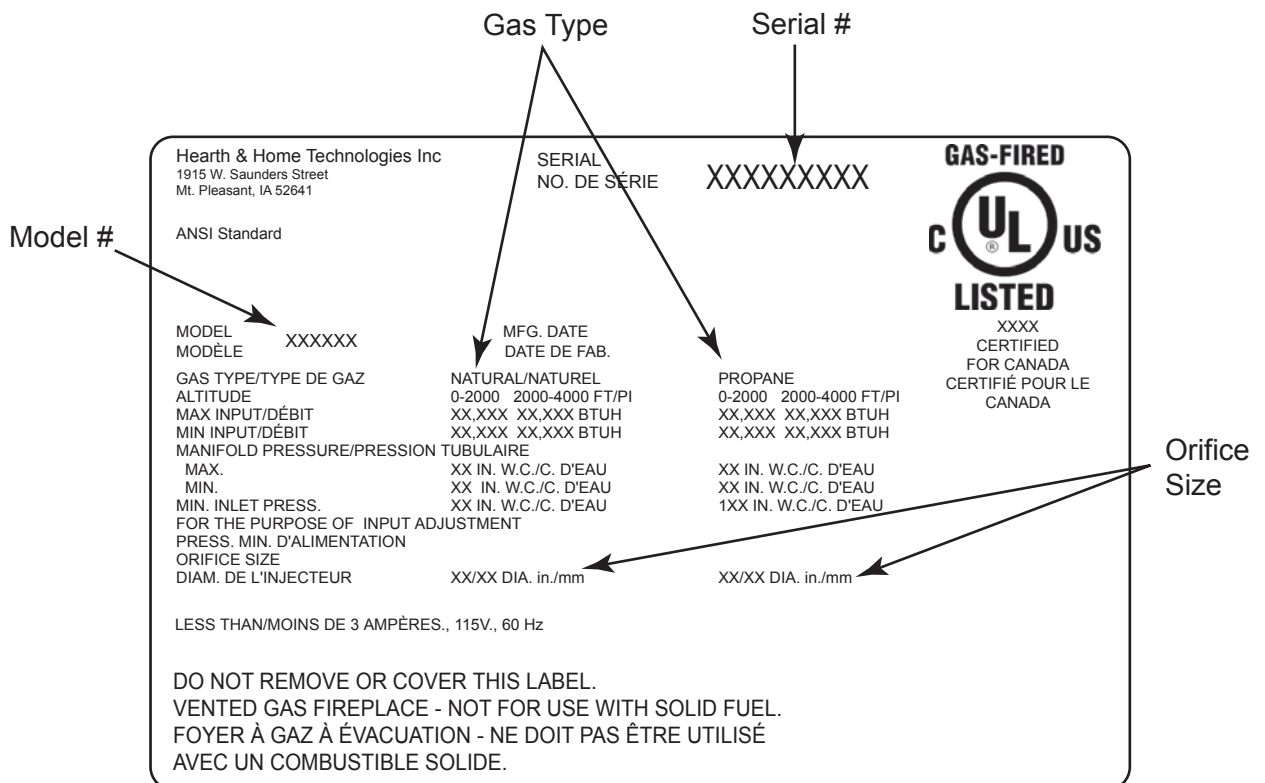 Gas Type
Serial #
Hearth & Home Technologies Inc
1915 W. Saunders Street
Mt. Pleasant, IA 52641
SERIAL
NO. DE SÉRIE
XXXXXXXXX
GAS-FIRED
C UL US
®
LISTED
Model #
ANSI Standard
XXXX
CERTIFIED
FOR CANADA
CERTIFIÉ POUR LE
CANADA
MODEL
MODÈLE
XXXXXX
MFG. DATE
DATE DE FAB.
GAS TYPE/TYPE DE GAZ NATURAL/NATUREL PROPANE
ALTITUDE 0-2000 2000-4000 FT/PI 0-2000 2000-4000 FT/PI
MAX INPUT/DÉBIT XX,XXX XX,XXX BTUH XX,XXX XX,XXX BTUH
MIN INPUT/DÉBIT XX,XXX XX,XXX BTUH XX,XXX XX,XXX BTUH
MANIFOLD PRESSURE/PRESSION TUBULAIRE
MAX. XX IN. W.C./C. D'EAU XX IN. W.C./C. D'EAU
MIN. XX IN. W.C./C. D'EAU XX IN. W.C./C. D'EAU
MIN. INLET PRESS. XX IN. W.C./C. D'EAU 1XX IN. W.C./C. D'EAU
FOR THE PURPOSE OF INPUT ADJUSTMENT
PRESS. MIN. D'ALIMENTATION
ORIFICE SIZE
DIAM. DE L'INJECTEUR XX/XX DIA. in./mm XX/XX DIA. in./mm
Orifice
Size
LESS THAN/MOINS DE 3 AMPÈRES., 115V., 60 Hz
DO NOT REMOVE OR COVER THIS LABEL.
VENTED GAS FIREPLACE - NOT FOR USE WITH SOLID FUEL.
FOYER À GAZ À ÉVACUATION - NE DOIT PAS ÊTRE UTILISÉ
AVEC UN COMBUSTIBLE SOLIDE.